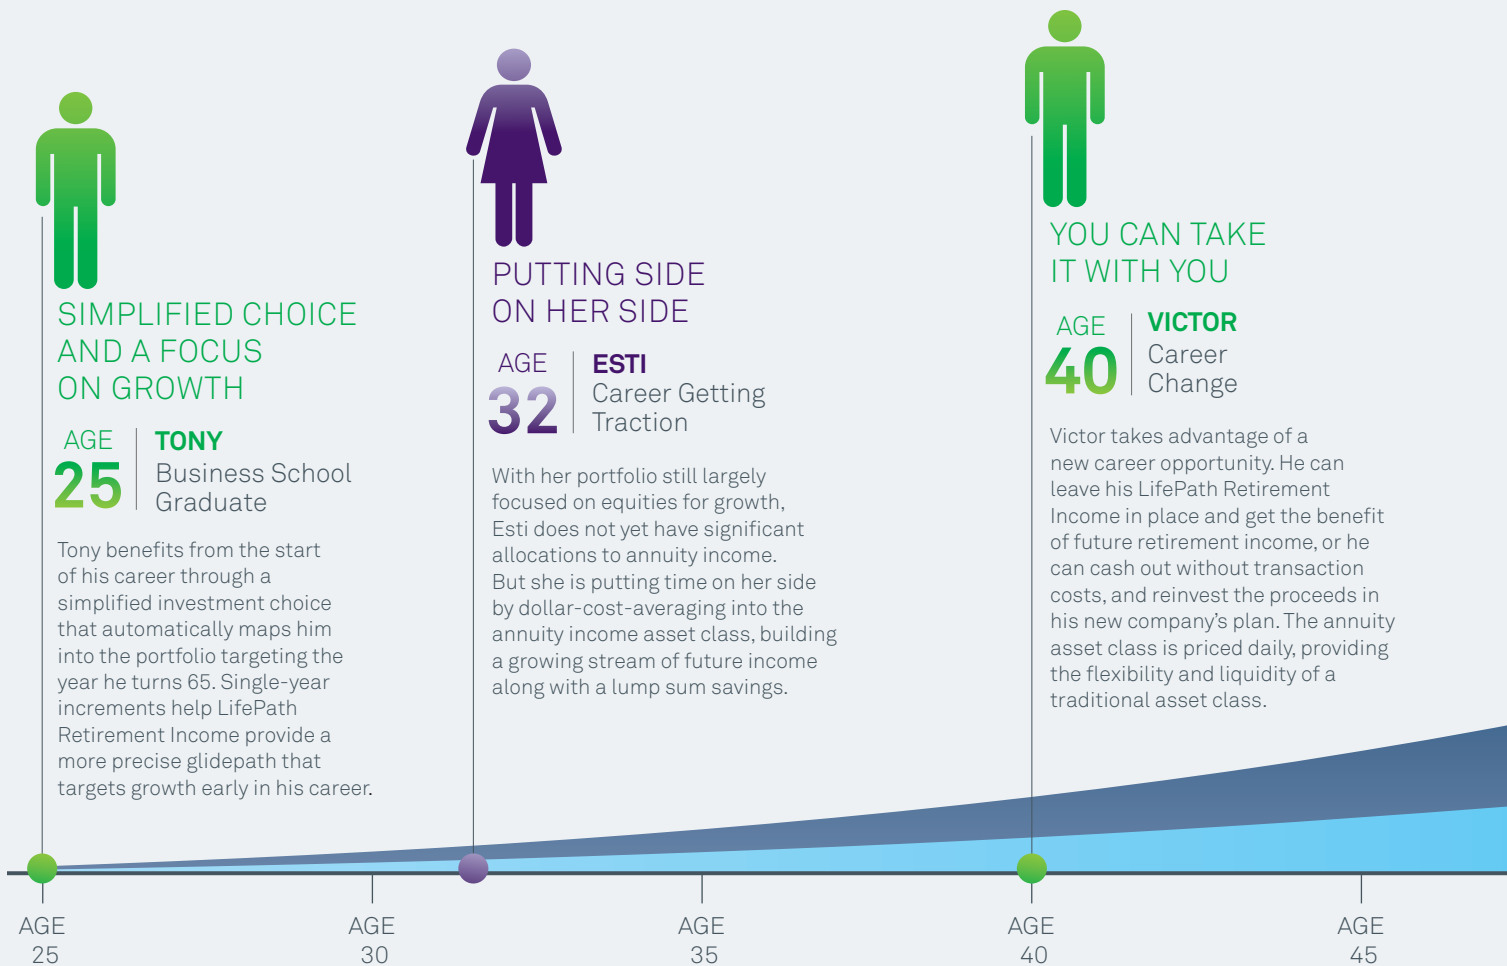 SIMPLIFIED CHOICE
AND A FOCUS
ON GROWTH
AGE
25
TONY
Business School
Graduate
Tony benefits from the start
of his career through a
simplified investment choice
that automatically maps him
into the portfolio targeting the
year he turns 65. Single-year
increments help LifePath
Retirement Income provide a
more precise glidepath that
targets growth early in his career.
PUTTING SIDE
ON HER SIDE
AGE
32
ESTI
Career Getting
Traction
With her portfolio still largely
focused on equities for growth,
Esti does not yet have significant
allocations to annuity income.
But she is putting time on her side
by dollar-cost-averaging into the
annuity income asset class, building
a growing stream of future income
along with a lump sum savings.
YOU CAN TAKE
IT WITH YOU
AGE
40
VICTOR
Career
Change
Victor takes advantage of a
new career opportunity. He can
leave his LifePath Retirement
Income in place and get the benefit
of future retirement income, or he
can cash out without transaction
costs, and reinvest the proceeds in
his new company's plan. The annuity
asset class is priced daily, providing
the flexibility and liquidity of a
traditional asset class.
AGE
25
AGE
30
AGE
35
AGE
40
AGE
45